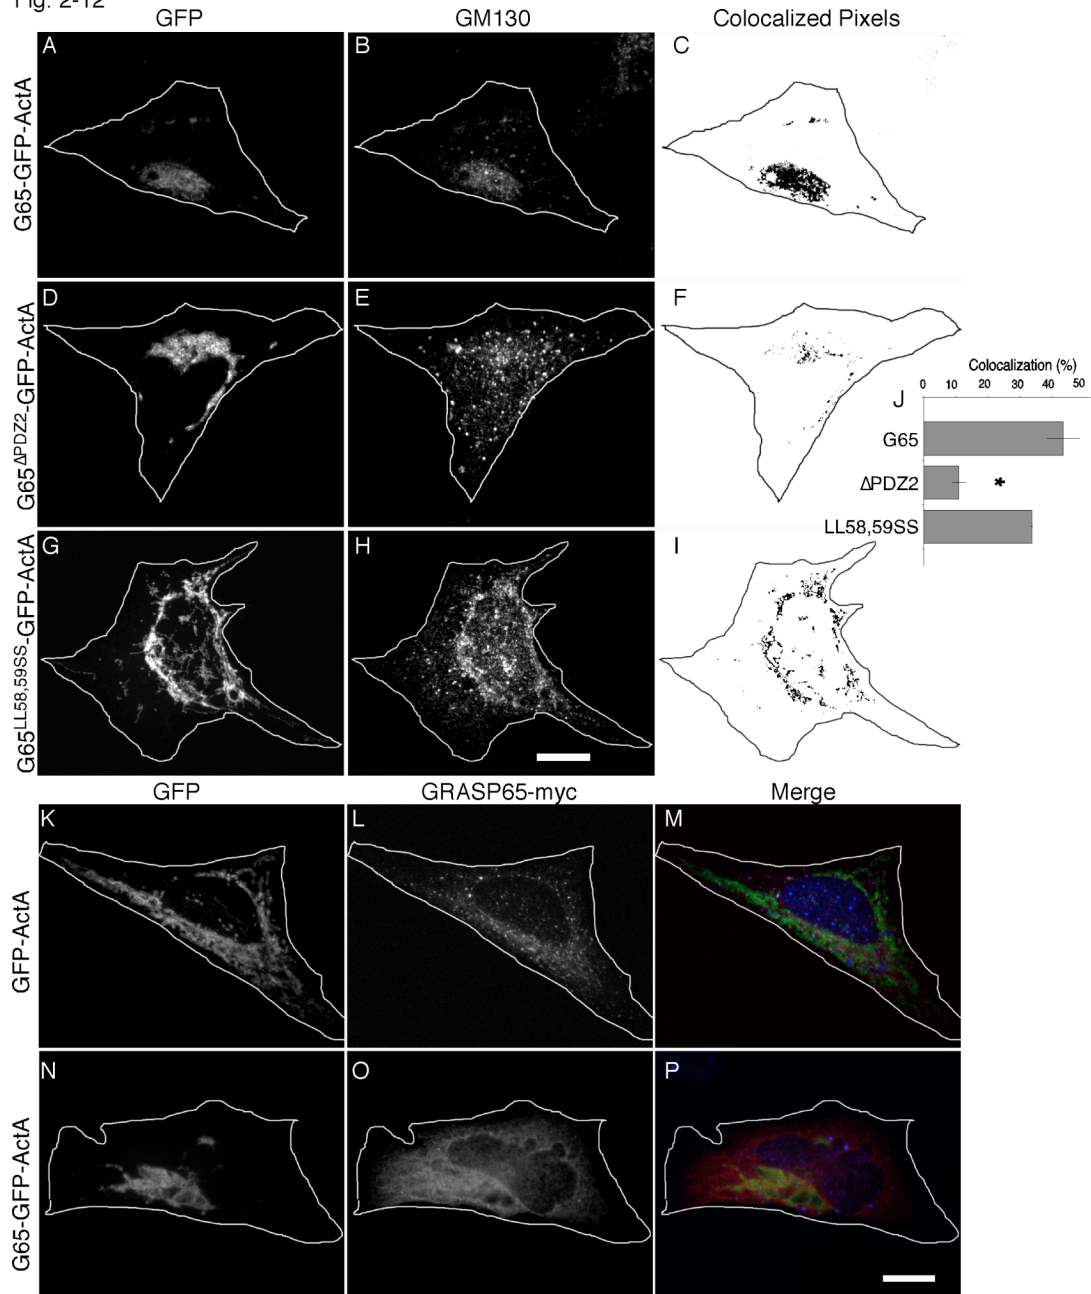 Fig. 2-12
GFP GM130 Colocalized Pixels
G65-GFP-ActA
A B C
G65ΔPDZ2-GFP-ActA
D E F
Colocalization (%)
0 10 20 30 40 50
J
G65
ΔPDZ2 *
LL58,59SS
G65LL58,59SS-GFP-ActA
G H I
GFP GRASP65-myc Merge
GFP-ActA
K L M
G65-GFP-ActA
N O P